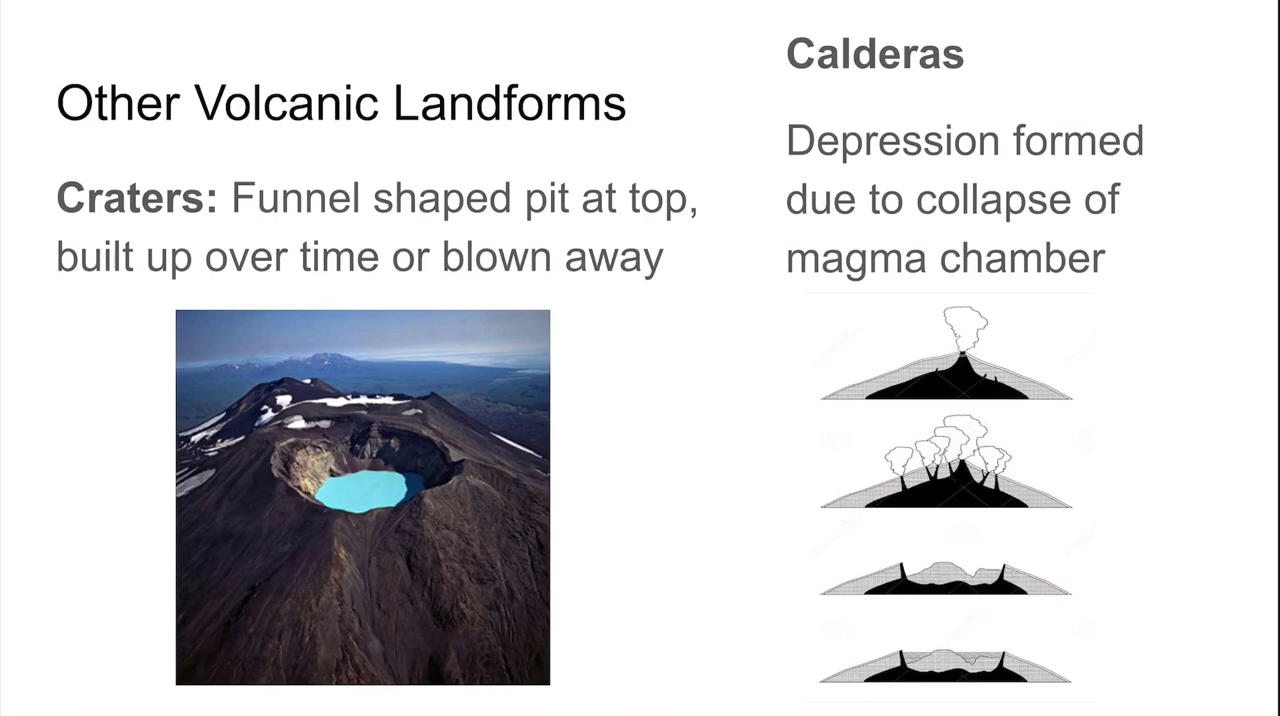 Other Volcanic Landforms
Craters: Funnel shaped pit at top,
built up over time or blown away
Calderas
Depression formed
due to collapse of
magma chamber